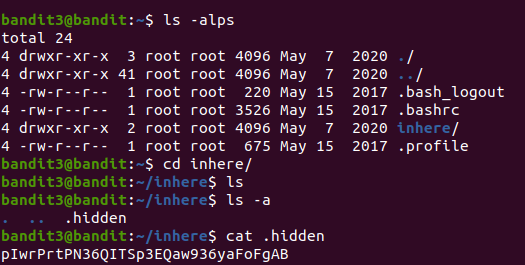 bandit3@bandit:~$ ls -alps
total 24
4 drwxr-xr-x  3 root root 4096 May  7  2020 ./
4 drwxr-xr-x 41 root root 4096 May  7  2020 ../
4 -rw-r--r--  1 root root  220 May 15  2017 .bash_logout
4 -rw-r--r--  1 root root 3526 May 15  2017 .bashrc
4 drwxr-xr-x  2 root root 4096 May  7  2020 inhere/
4 -rw-r--r--  1 root root  675 May 15  2017 .profile
bandit3@bandit:~$ cd inhere/
bandit3@bandit:~/inhere$ ls
bandit3@bandit:~/inhere$ ls -a
.  ..  .hidden
bandit3@bandit:~/inhere$ cat .hidden
pIwrPrtPN36QITSp3EQaw936yaFoFgAB